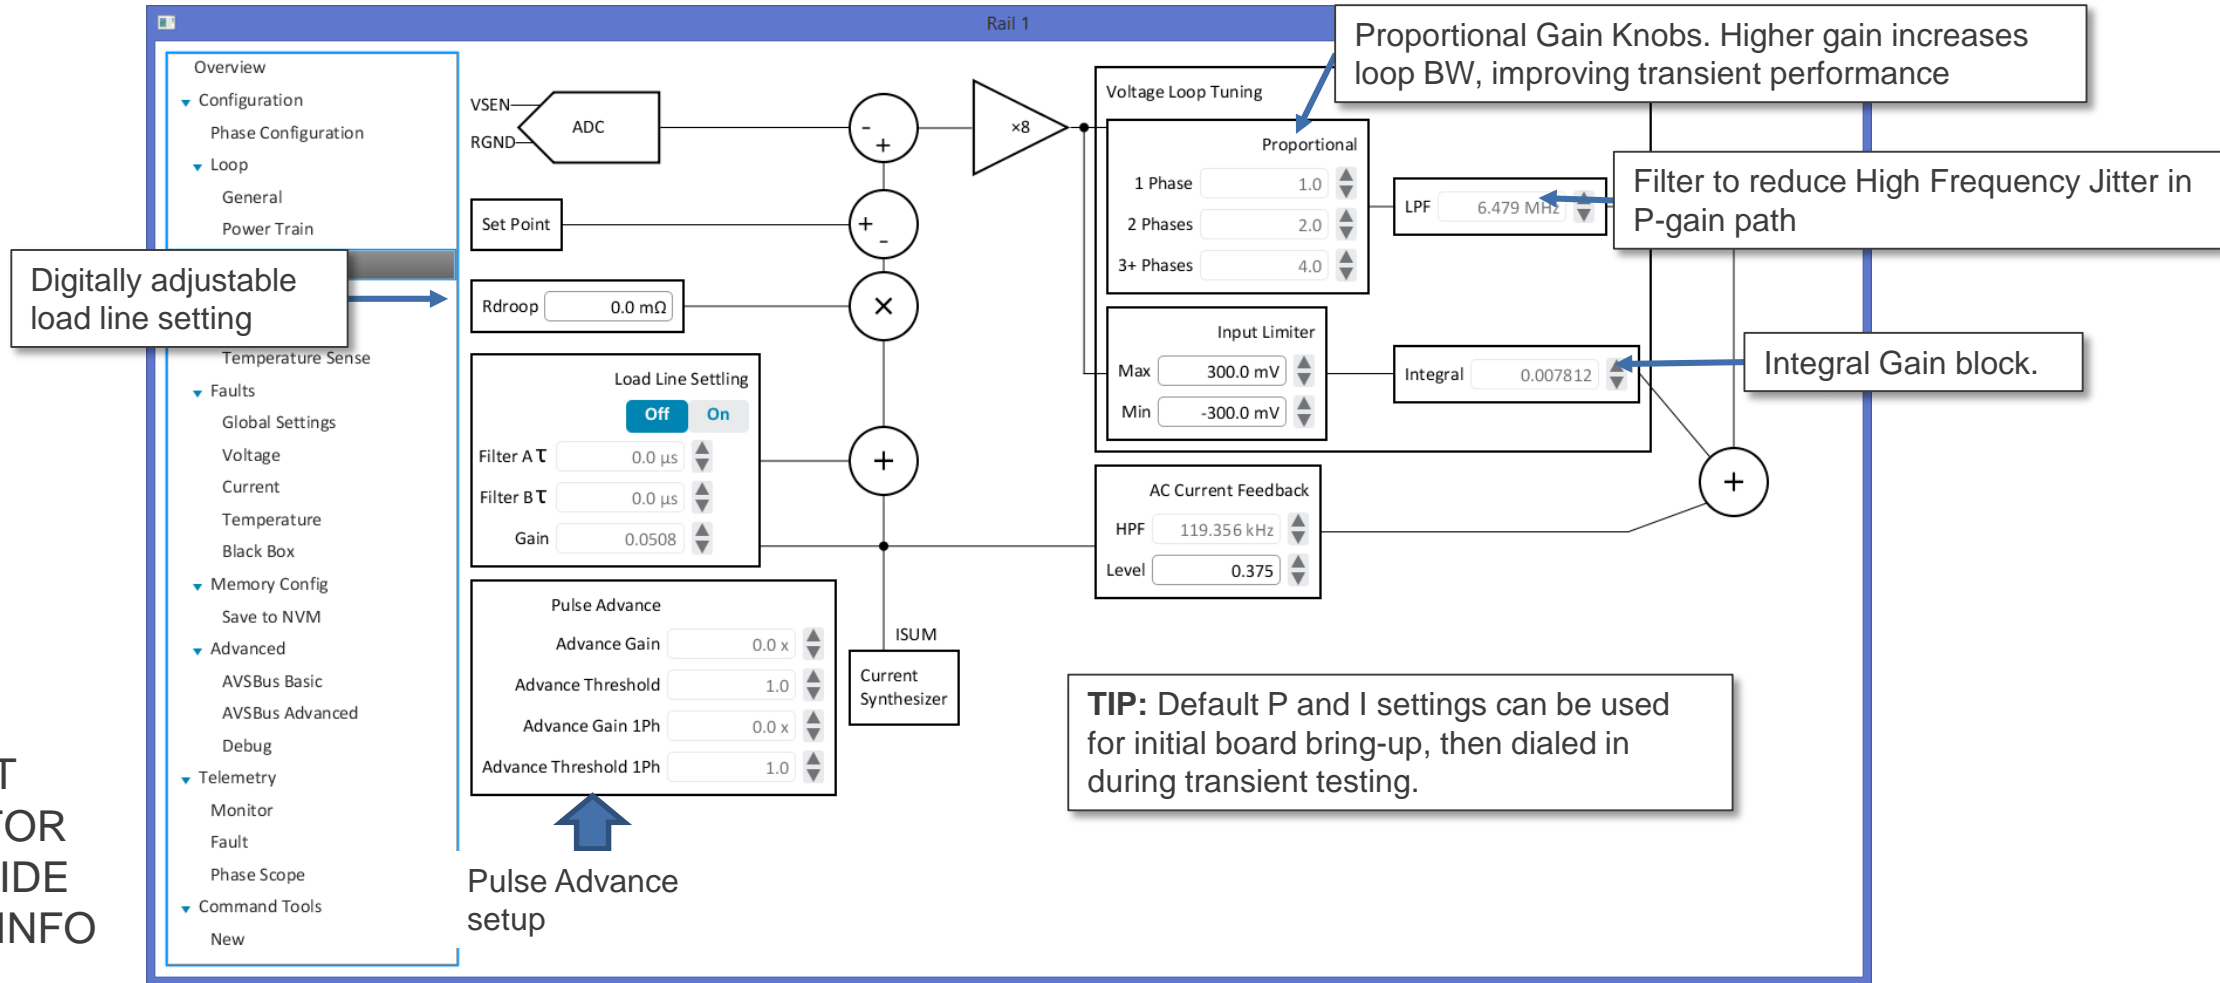 Rail 1
Overview
Configuration
Phase Configuration
Loop
General
Power Train
Temperature Sense
Faults
Global Settings
Voltage
Current
Temperature
Black Box
Memory Config
Save to NVM
Advanced
AVSBus Basic
AVSBus Advanced
Debug
Telemetry
Monitor
Fault
Phase Scope
Command Tools
New
Digitally adjustable
load line setting
VSEN
RGND
ADC
-
+
×8
Set Point
+
-
Rdroop 0.0 mΩ
×
Load Line Settling
Off On
Filter A τ 0.0 µs
Filter B τ 0.0 µs
Gain 0.0508
+
Pulse Advance
Advance Gain 0.0 x
Advance Threshold 1.0
Advance Gain 1Ph 0.0 x
Advance Threshold 1Ph 1.0
ISUM
Current
Synthesizer
Pulse Advance
setup
Proportional Gain Knobs. Higher gain increases
loop BW, improving transient performance
Voltage Loop Tuning
Proportional
1 Phase 1.0
2 Phases 2.0
3+ Phases 4.0
LPF 6.479 MHz
Filter to reduce High Frequency Jitter in
P-gain path
Input Limiter
Max 300.0 mV
Min -300.0 mV
Integral 0.007812
Integral Gain block.
AC Current Feedback
HPF 119.356 kHz
Level 0.375
+
TIP: Default P and I settings can be used
for initial board bring-up, then dialed in
during transient testing.
T
TOR
IDE
INFO